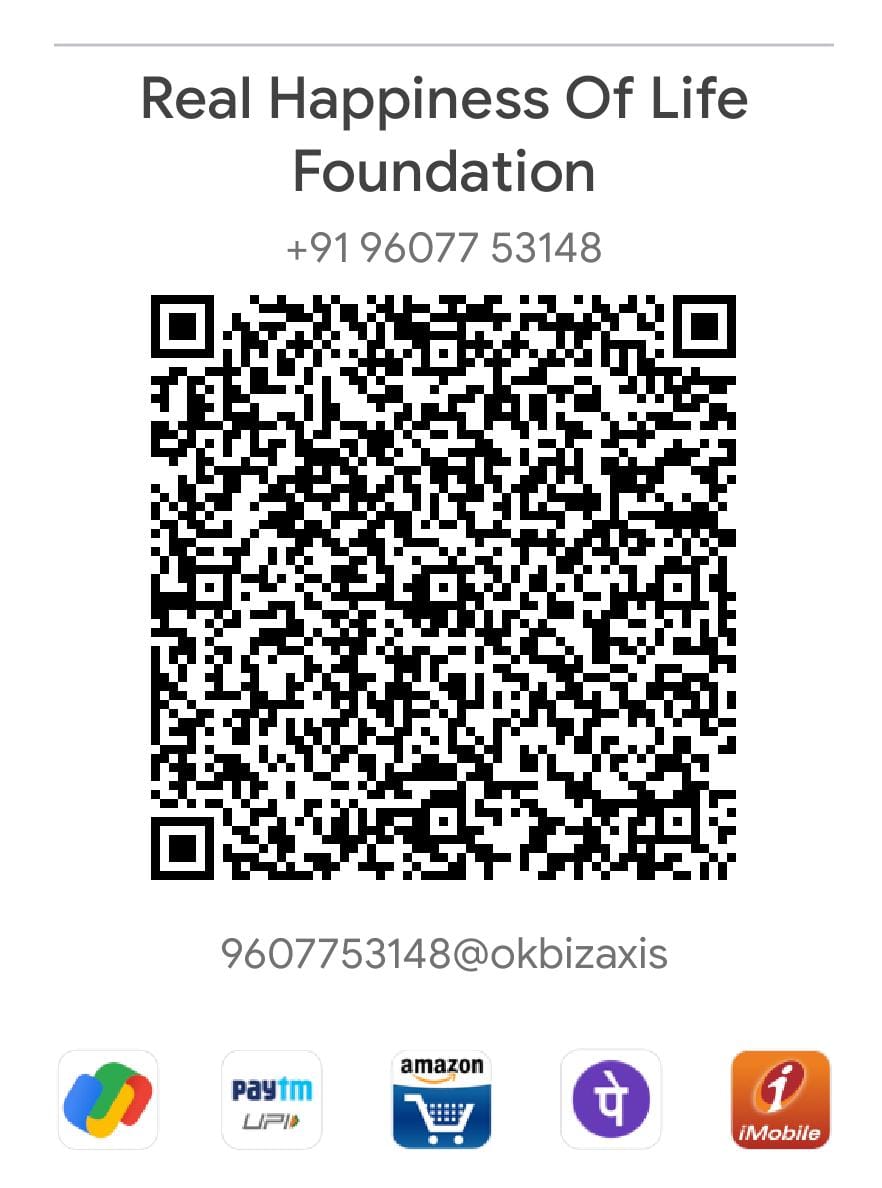 Real Happiness Of Life
Foundation
+91 96077 53148
9607753148@okbizaxis
paytm
UPI
amazon
पे
i
iMobile